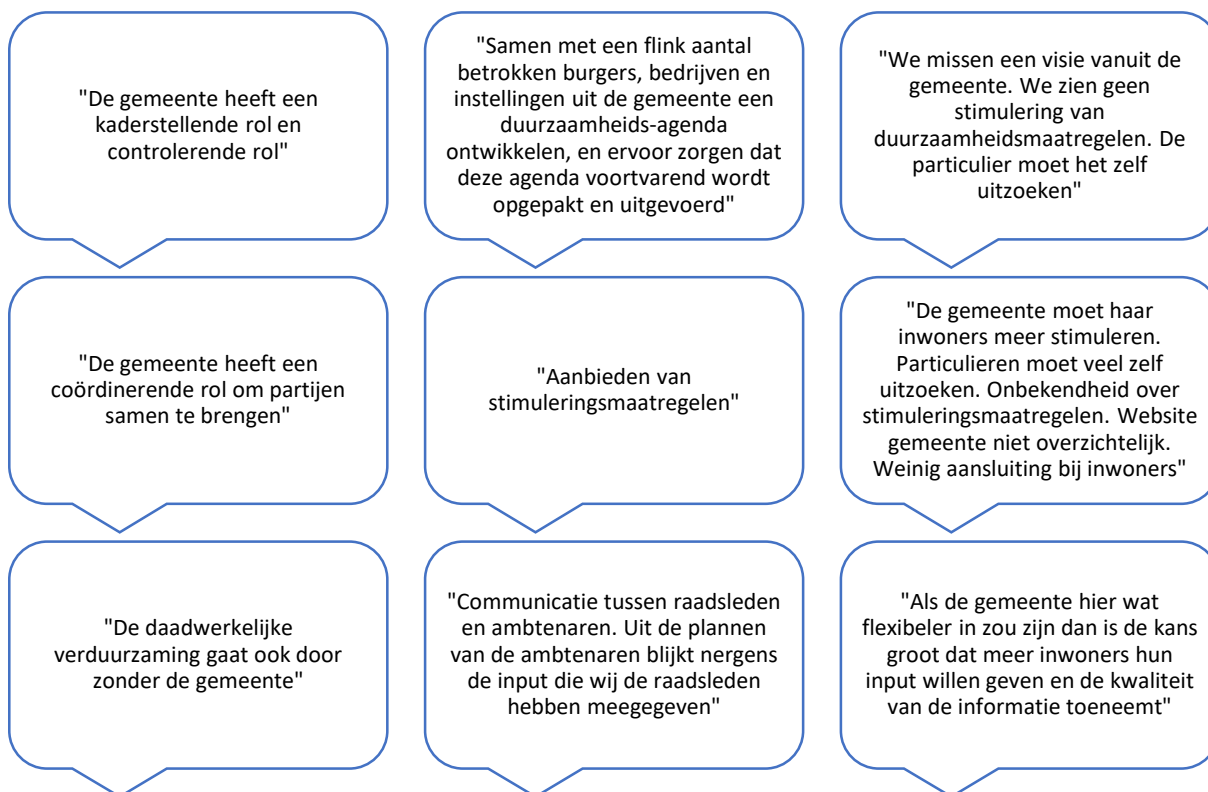 "De gemeente heeft een
kaderstellende rol en
controlerende rol"
"Samen met een flink aantal
betrokken burgers, bedrijven en
instellingen uit de gemeente een
duurzaamheids-agenda
ontwikkelen, en ervoor zorgen dat
deze agenda voortvarend wordt
opgepakt en uitgevoerd"
"We missen een visie vanuit de
gemeente. We zien geen
stimulering van
duurzaamheidsmaatregelen. De
particulier moet het zelf
uitzoeken"
"De gemeente heeft een
coördinerende rol om partijen
samen te brengen"
"Aanbieden van
stimuleringsmaatregelen"
"De gemeente moet haar
inwoners meer stimuleren.
Particulieren moet veel zelf
uitzoeken. Onbekendheid over
stimuleringsmaatregelen. Website
gemeente niet overzichtelijk.
Weinig aansluiting bij inwoners"
"De daadwerkelijke
verduurzaming gaat ook door
zonder de gemeente"
"Communicatie tussen raadsleden
en ambtenaren. Uit de plannen
van de ambtenaren blijkt nergens
de input die wij de raadsleden
hebben meegegeven"
"Als de gemeente hier wat
flexibeler in zou zijn dan is de kans
groot dat meer inwoners hun
input willen geven en de kwaliteit
van de informatie toeneemt"